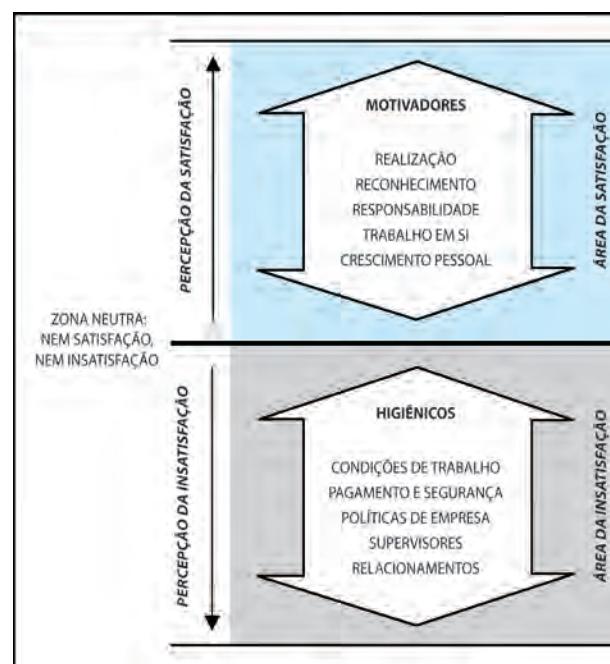 PERCEPÇÃO DA SATISFAÇÃO
MOTIVADORES
REALIZAÇÃO
RECONHECIMENTO
RESPONSABILIDADE
TRABALHO EM SI
CRESCIMENTO PESSOAL
ÁREA DA SATISFAÇÃO
ZONA NEUTRA:
NEM SATISFAÇÃO,
NEM INSATISFAÇÃO
PERCEPÇÃO DA INSATISFAÇÃO
HIGIÊNICOS
CONDIÇÕES DE TRABALHO
PAGAMENTO E SEGURANÇA
POLÍTICAS DE EMPRESA
SUPERVISORES
RELACIONAMENTOS
ÁREA DA INSATISFAÇÃO